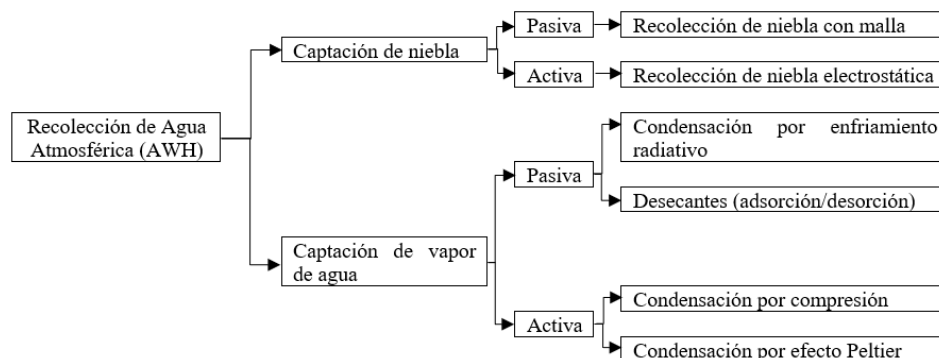 Pasiva
Recolección de niebla con malla
Captación de niebla
Activa
Recolección de niebla electrostática
Recolección de Agua
Atmosférica (AWH)
Condensación por enfriamiento
radiativo
Pasiva
Desecantes (adsorción/desorción)
Captación de vapor
de agua
Condensación por compresión
Activa
Condensación por efecto Peltier